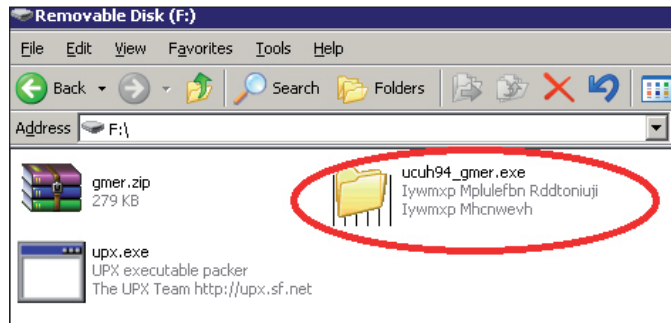 Removable Disk (F:)
File Edit View Favorites Tools Help
Back Search Folders
Address F:\
gmer.zip
279 KB
ucuh94_gmer.exe
Iywmxp Mplulefbn Rddtoniuji
Iywmxp Mhcnwevh
upx.exe
UPX executable packer
The UPX Team http://upx.sf.net